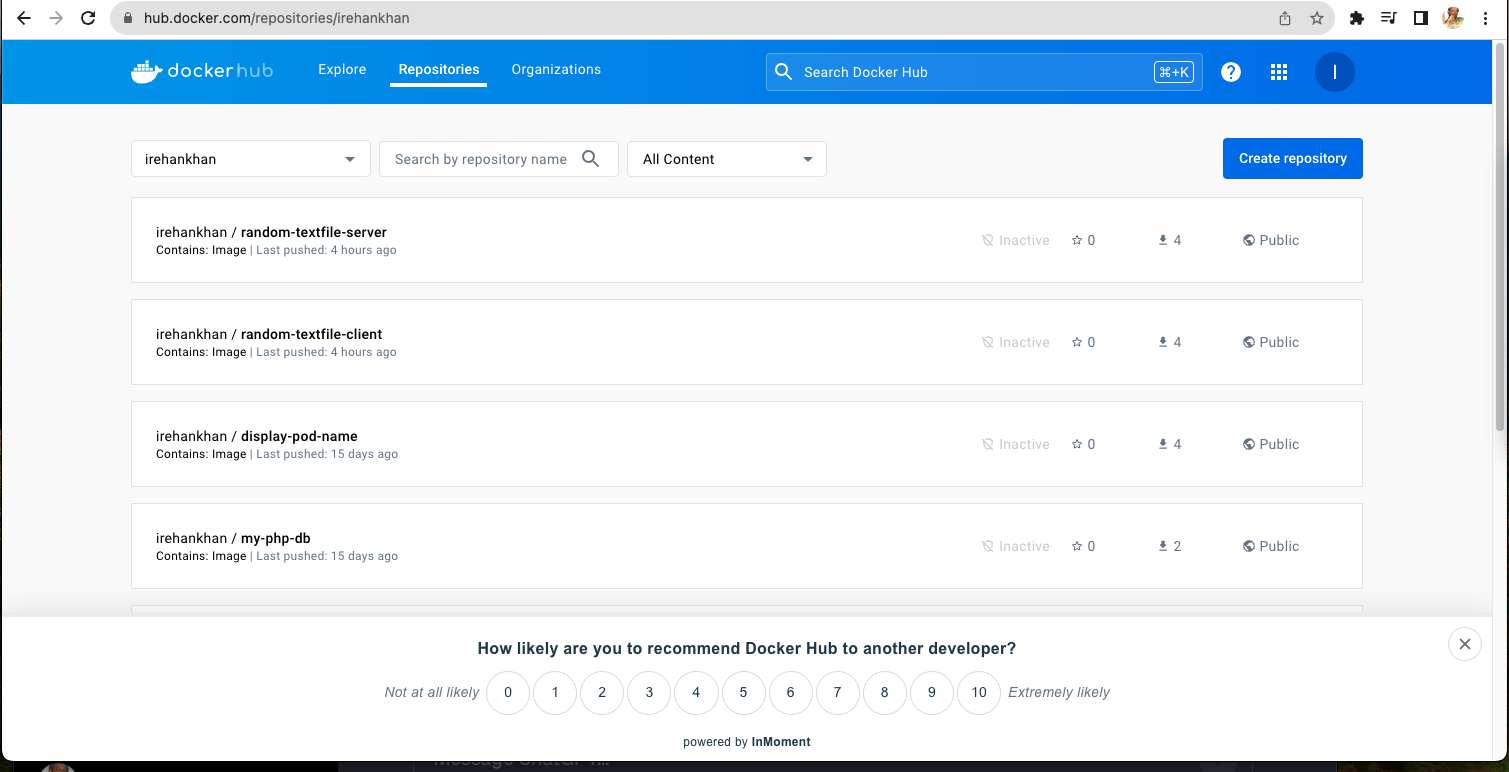 hub.docker.com/repositories/irehankhan
dockerhub
Explore
Repositories
Organizations
Search Docker Hub
⌘+K
?
I
irehankhan
Search by repository name
All Content
Create repository
irehankhan / random-textfile-server
Contains: Image | Last pushed: 4 hours ago
Inactive
0
4
Public
irehankhan / random-textfile-client
Contains: Image | Last pushed: 4 hours ago
Inactive
0
4
Public
irehankhan / display-pod-name
Contains: Image | Last pushed: 15 days ago
Inactive
0
4
Public
irehankhan / my-php-db
Contains: Image | Last pushed: 15 days ago
Inactive
0
2
Public
How likely are you to recommend Docker Hub to another developer?
Not at all likely 0 1 2 3 4 5 6 7 8 9 10 Extremely likely
powered by InMoment